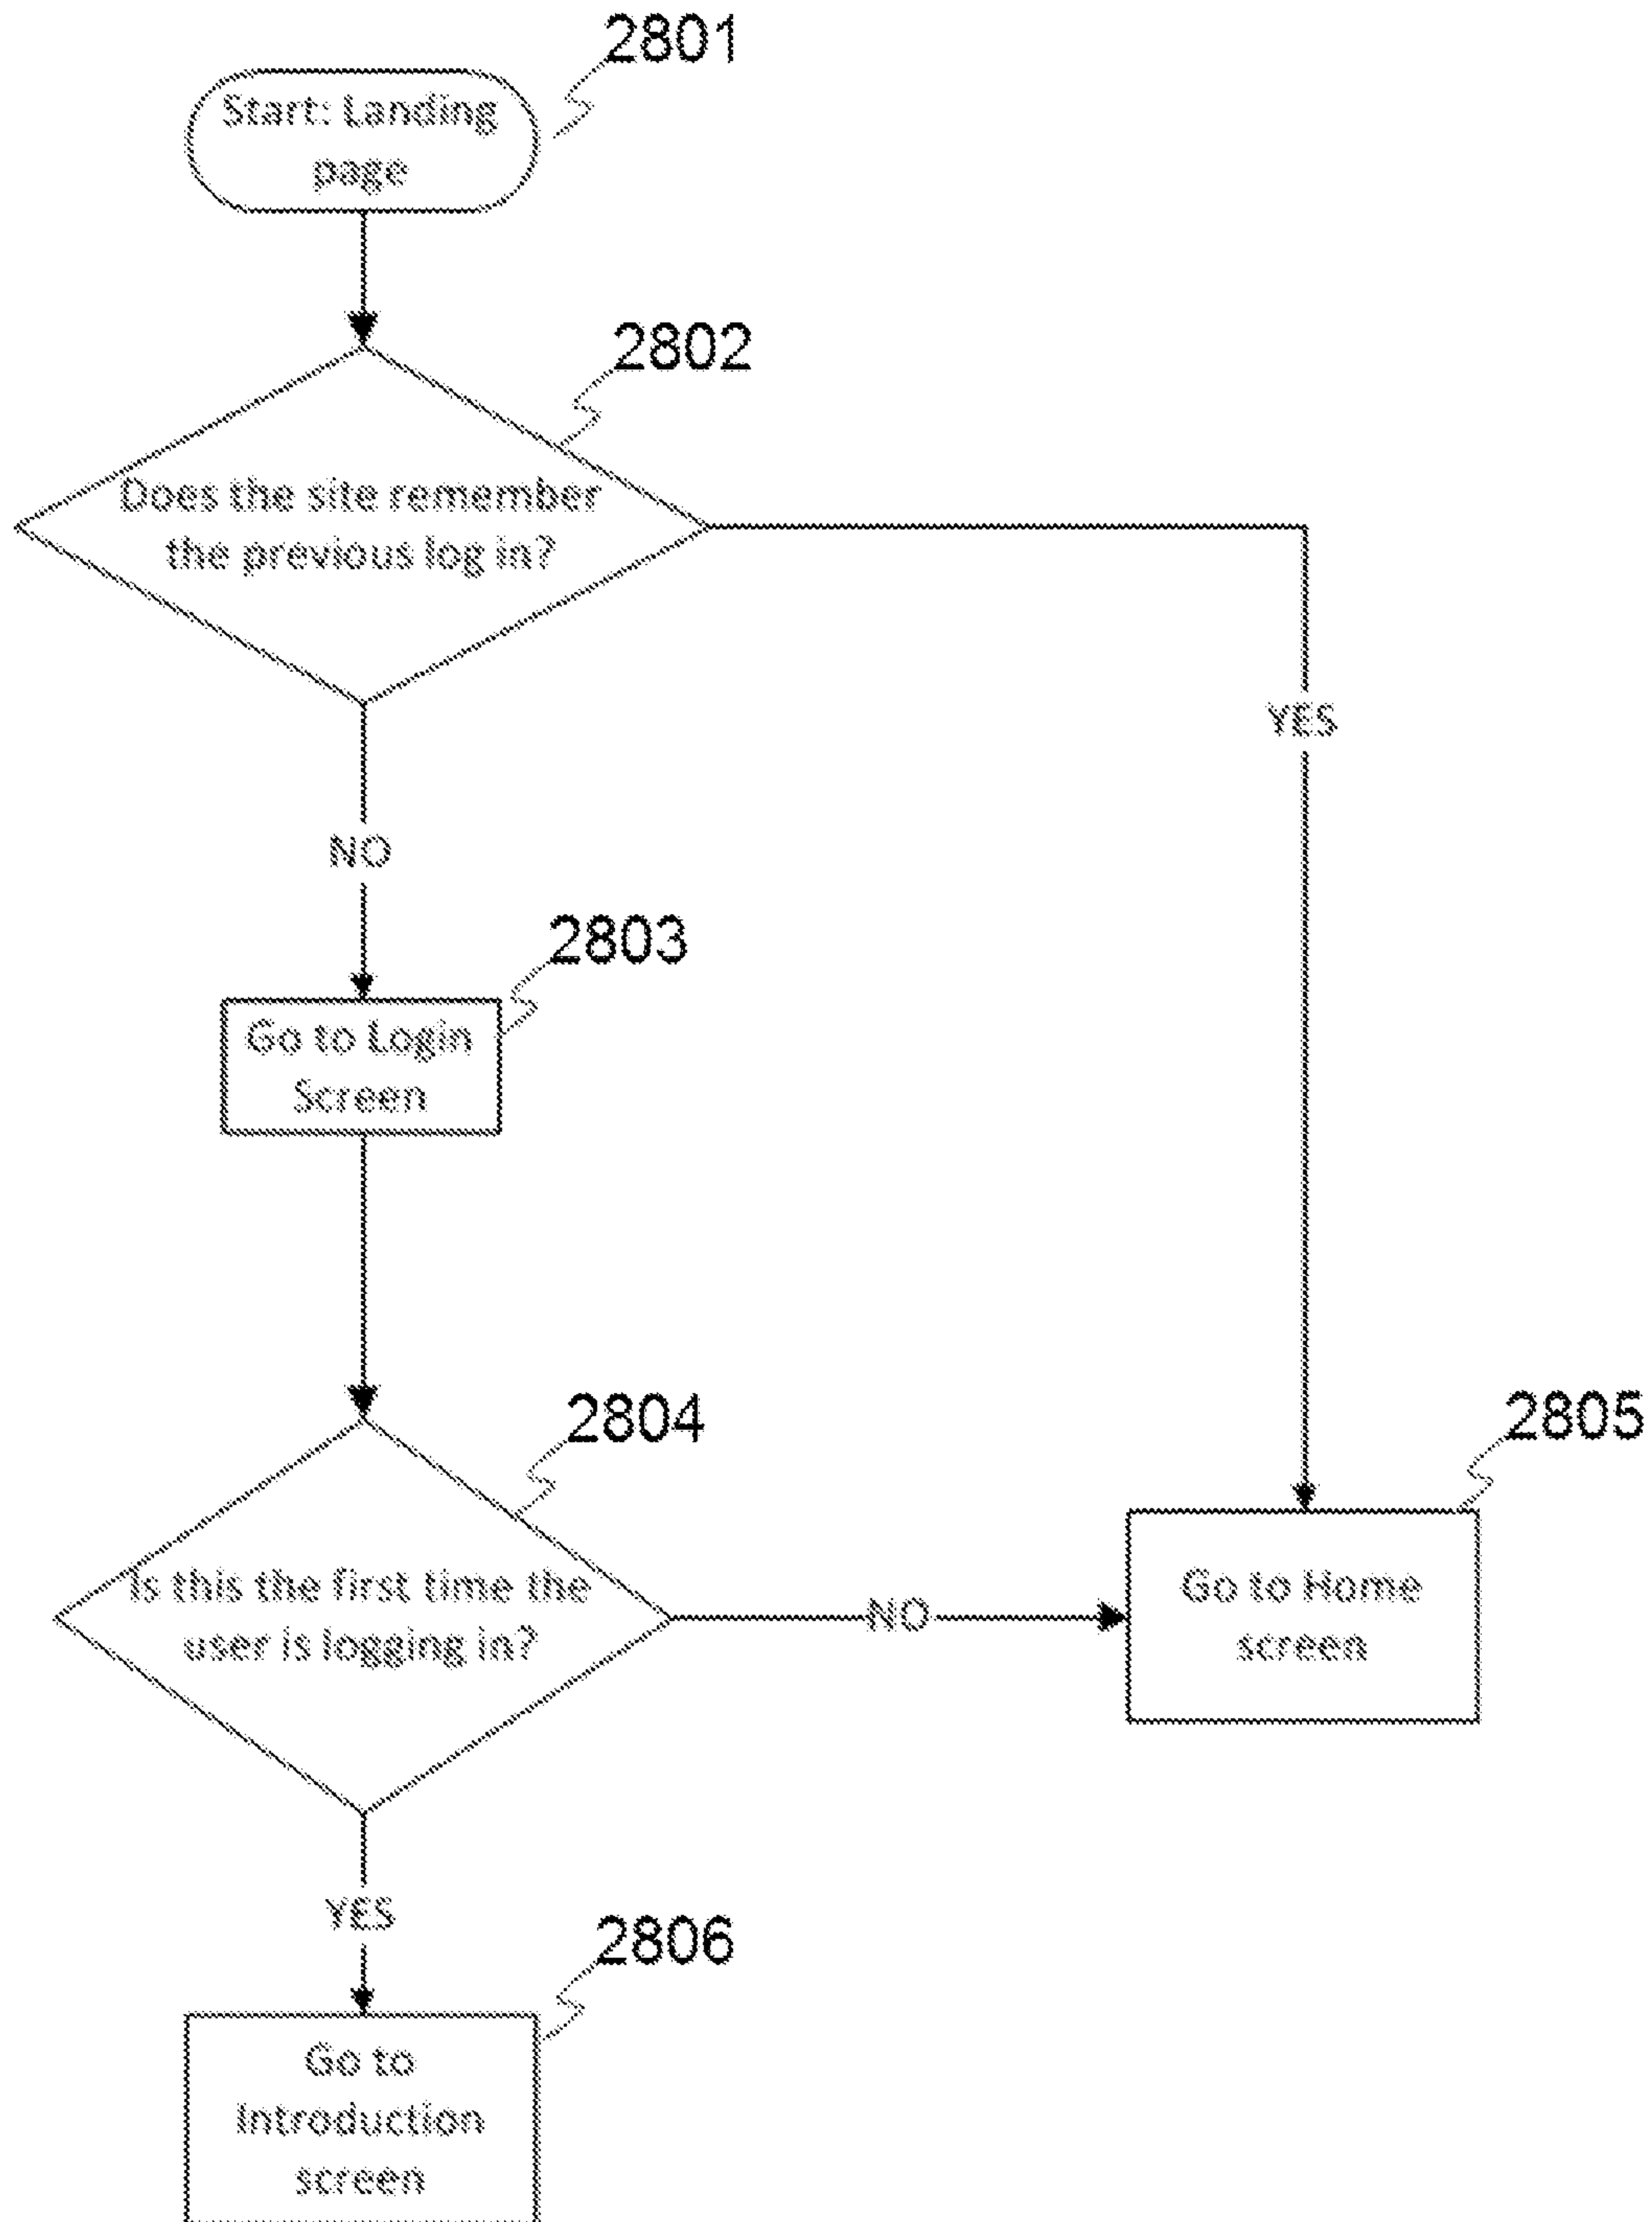 2801
Start: Landing
page
2802
Does the site remember
the previous log in?
YES
NO
2803
Go to Login
Screen
2804
2805
Is this the first time the
user is logging in?
NO
Go to Home
screen
YES
2806
Go to
Introduction
screen